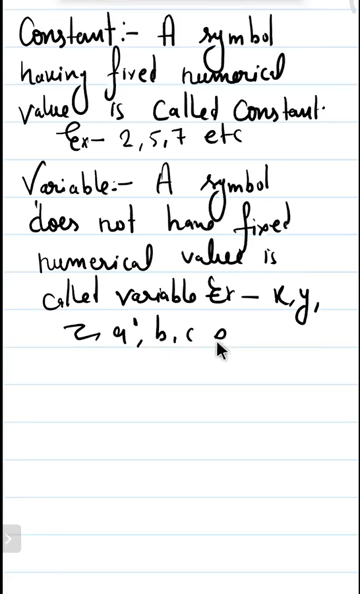 Constant:- A symbol
having fixed numerical
value is called Constant.
Ex- 2, 5, 7 etc
Variable:- A symbol
does not have fixed
numerical value is
called variable Ex - x, y,
z, a, b, c